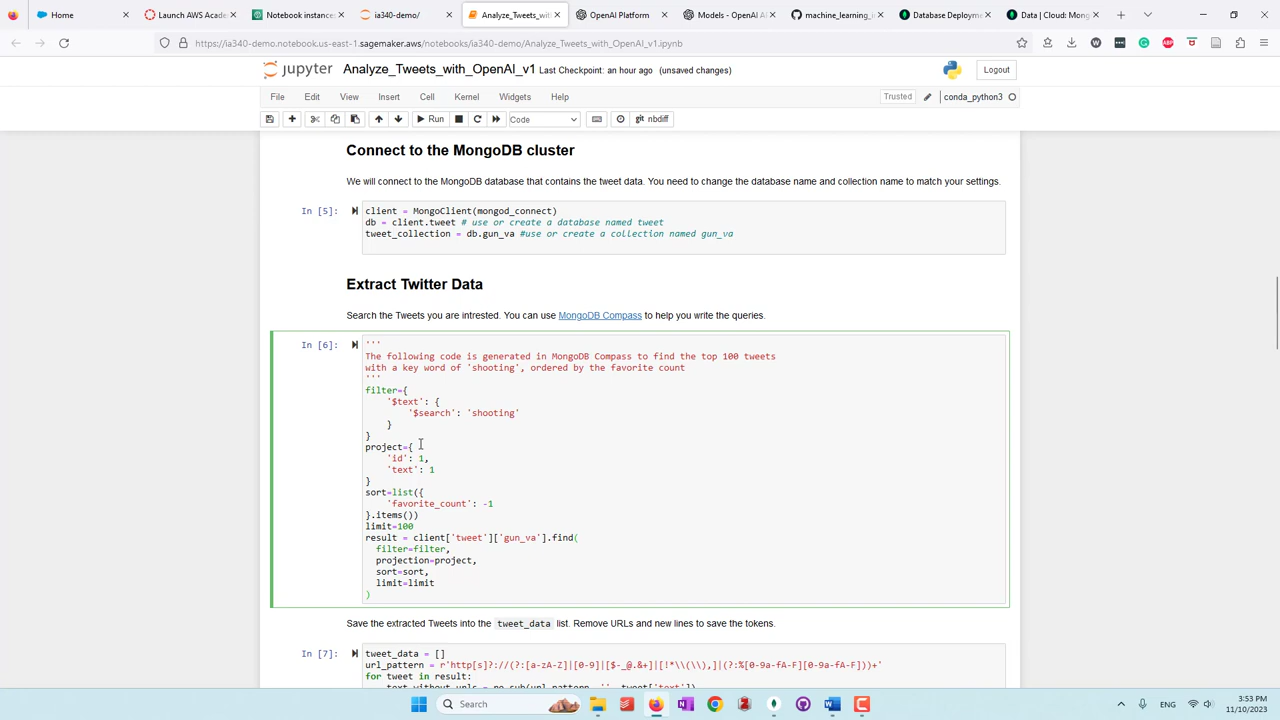 Home
Launch AWS Acade
Notebook instances
ia340-demo/
Analyze_Tweets_with
OpenAI Platform
Models - OpenAI A
machine_learning_i
Database Deployme
Data | Cloud: Mong
https://ia340-demo.notebook.us-east-1.sagemaker.aws/notebooks/ia340-demo/Analyze_Tweets_with_OpenAI_v1.ipynb
jupyter Analyze_Tweets_with_OpenAI_v1 Last Checkpoint: an hour ago (unsaved changes)
Logout
File Edit View Insert Cell Kernel Widgets Help
Trusted conda_python3
Run Code nbdiff
Connect to the MongoDB cluster
We will connect to the MongoDB database that contains the tweet data. You need to change the database name and collection name to match your settings.
In [5]:
client = MongoClient(mongod_connect)
db = client.tweet # use or create a database named tweet
tweet_collection = db.gun_va #use or create a collection named gun_va
Extract Twitter Data
Search the Tweets you are intrested. You can use MongoDB Compass to help you write the queries.
In [6]:
'''
The following code is generated in MongoDB Compass to find the top 100 tweets
with a key word of 'shooting', ordered by the favorite count
'''
filter={
'$text': {
'$search': 'shooting'
}
}
project={
'id': 1,
'text': 1
}
sort=list({
'favorite_count': -1
}.items())
limit=100
result = client['tweet']['gun_va'].find(
filter=filter,
projection=project,
sort=sort,
limit=limit
)
Save the extracted Tweets into the tweet_data list. Remove URLs and new lines to save the tokens.
In [7]:
tweet_data = []
url_pattern = r'http[s]?://(?:[a-zA-Z]|[0-9]|[$-_@.&+]|[!*\\(\\),]|(?:%[0-9a-fA-F][0-9a-fA-F]))+'
for tweet in result:
text_without_urls = re.sub(url_pattern, '', tweet['text'])
Search
ENG
3:53 PM
11/10/2023